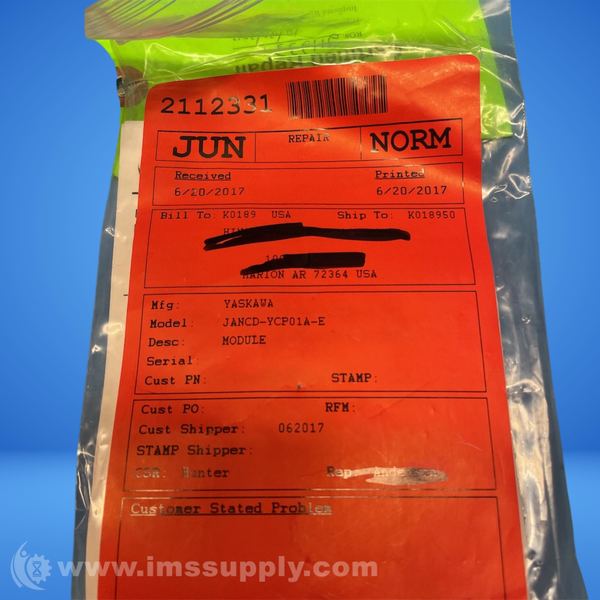 2112331
JUN REPAIR NORM
Received Printed
6/20/2017 6/20/2017
Bill To: K0189 USA Ship To: K018950
MARION AR 72364 USA
Mfg: YASKAWA
Model: JANCD-YCP01A-E
Desc: MODULE
Serial:
Cust PN: STAMP:
Cust PO: RFM:
Cust Shipper: 062017
STAMP Shipper:
CSR: Hunter Rep:
Customer Stated Problem
www.imssupply.com